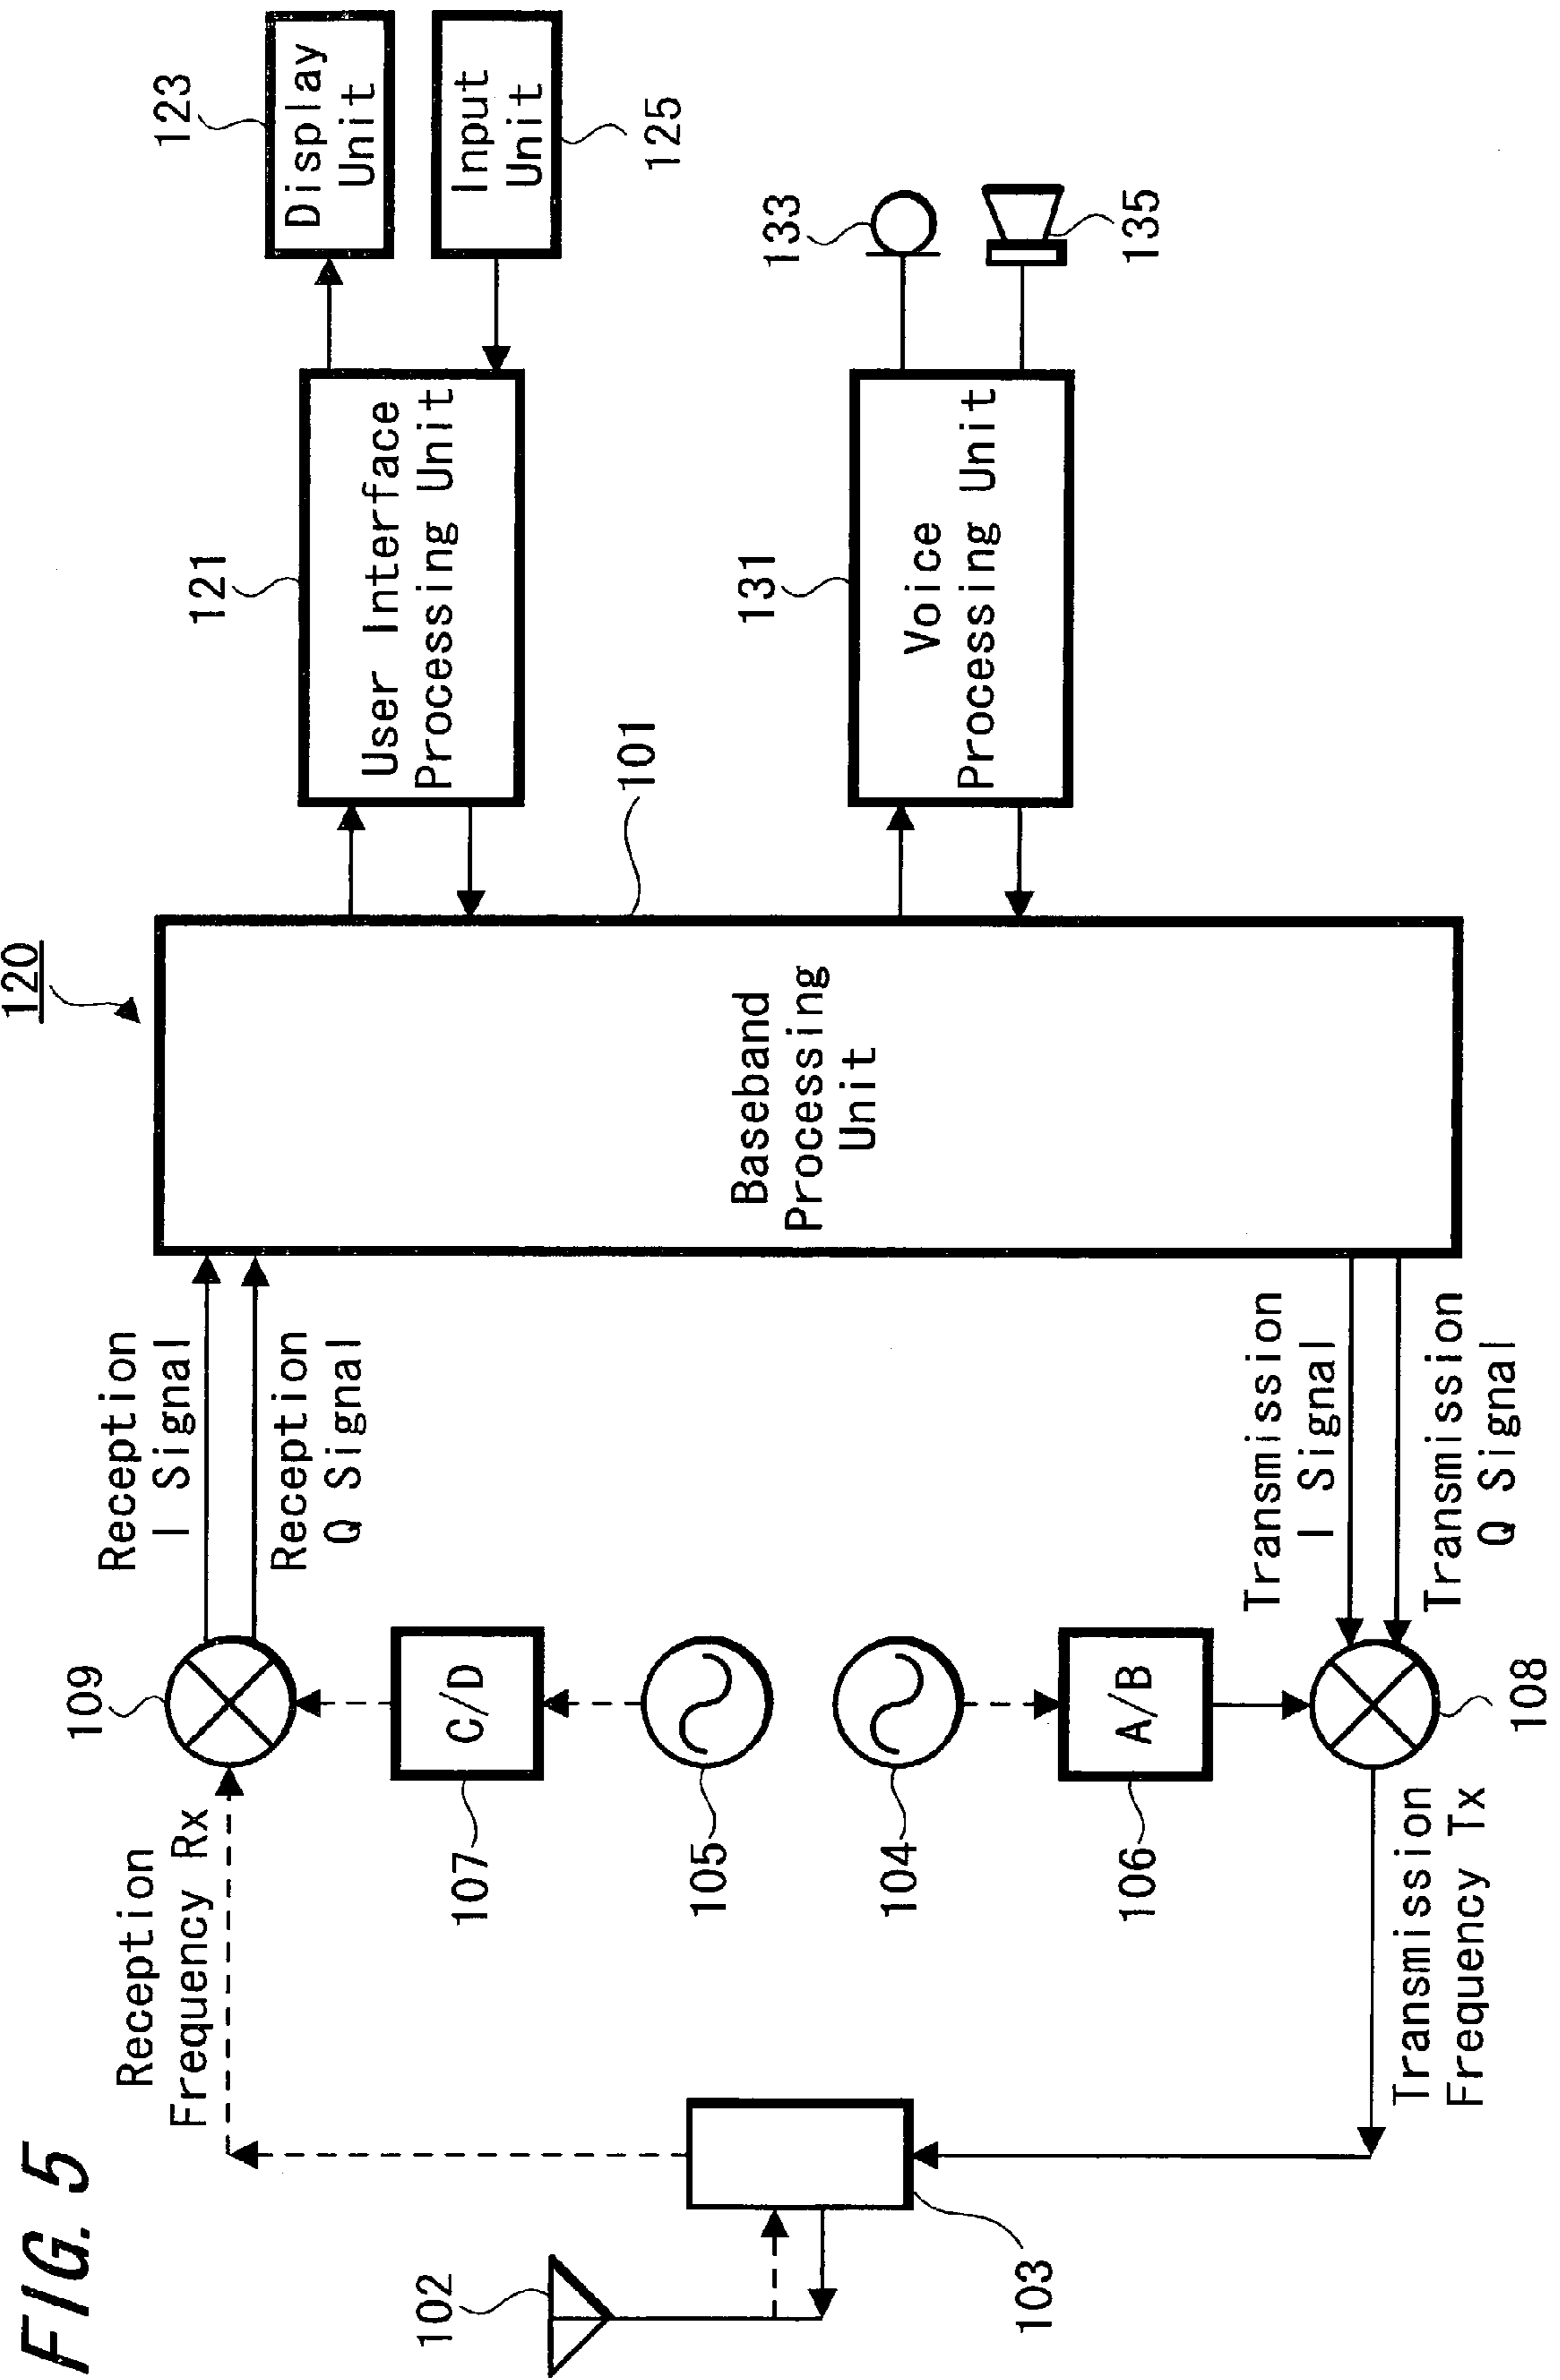 FIG. 5
120
102
103
Reception
Frequency Rx
109
107
C/D
105
104
106
A/B
Transmission
Frequency Tx
108
Reception
I Signal
Reception
Q Signal
Transmission
I Signal
Transmission
Q Signal
Baseband
Processing
Unit
101
121
User Interface
Processing Unit
131
Voice
Processing Unit
123
Display
Unit
Input
Unit
125
133
135